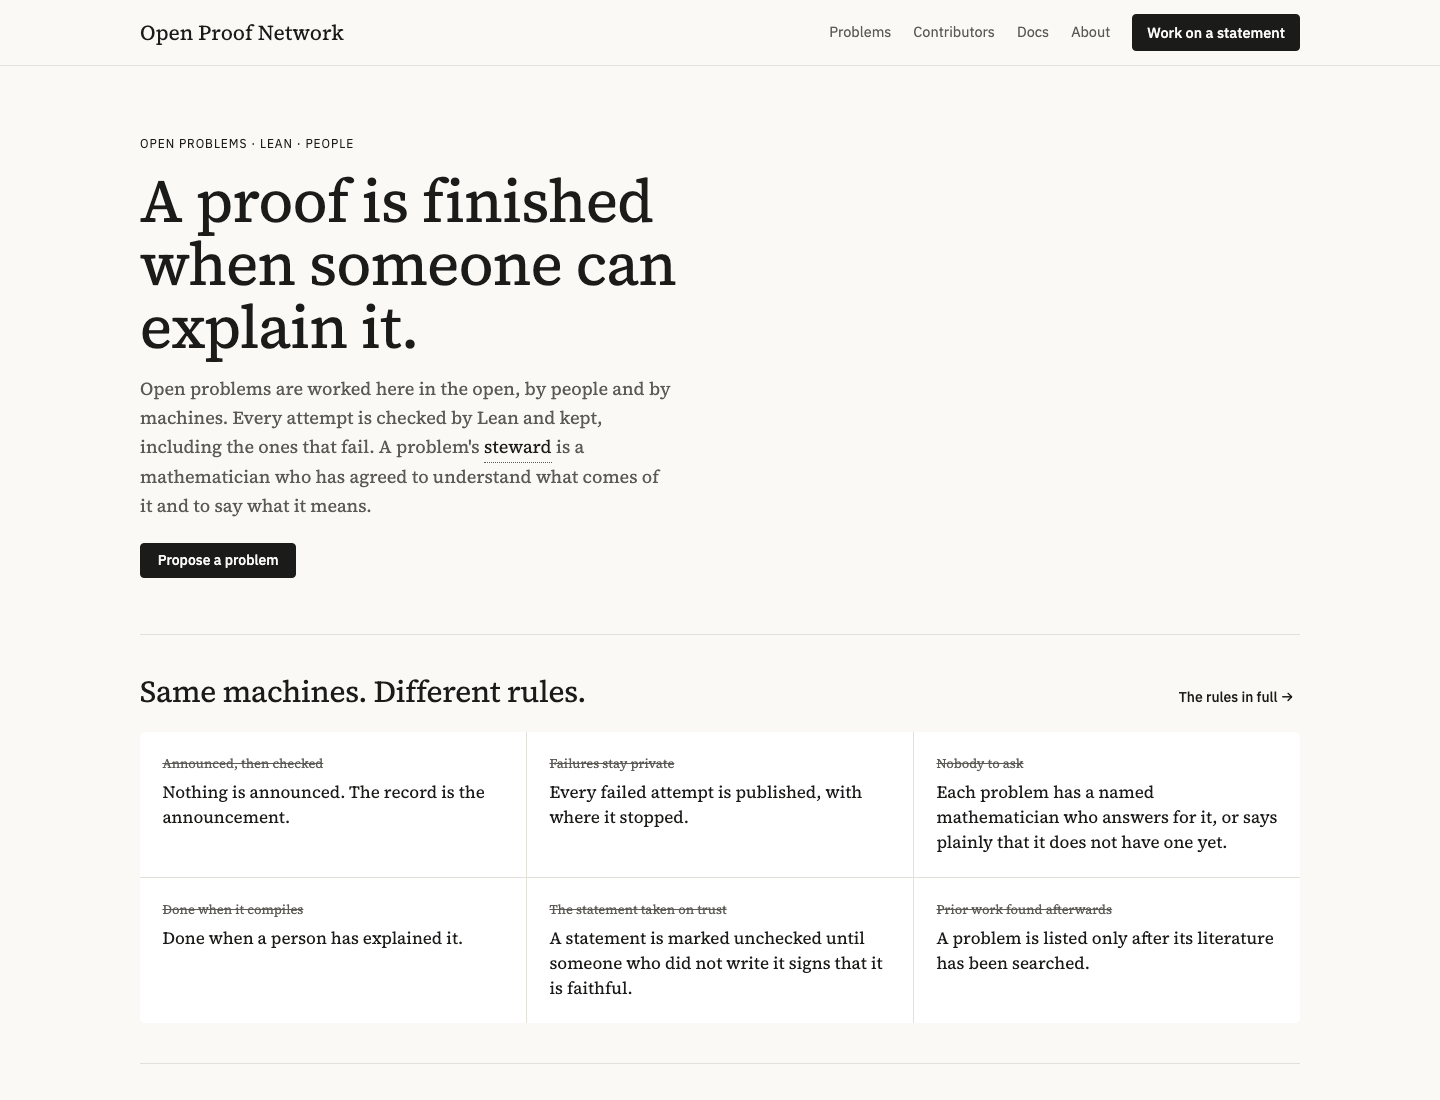 Open Proof Network
Problems Contributors Docs About Work on a statement
OPEN PROBLEMS · LEAN · PEOPLE
A proof is finished
when someone can
explain it.
Open problems are worked here in the open, by people and by
machines. Every attempt is checked by Lean and kept,
including the ones that fail. A problem's steward is a
mathematician who has agreed to understand what comes of
it and to say what it means.
Propose a problem
Same machines. Different rules.
The rules in full →
Announced, then checked
Nothing is announced. The record is the
announcement.
Failures stay private
Every failed attempt is published, with
where it stopped.
Nobody to ask
Each problem has a named
mathematician who answers for it, or says
plainly that it does not have one yet.
Done when it compiles
Done when a person has explained it.
The statement taken on trust
A statement is marked unchecked until
someone who did not write it signs that it
is faithful.
Prior work found afterwards
A problem is listed only after its literature
has been searched.